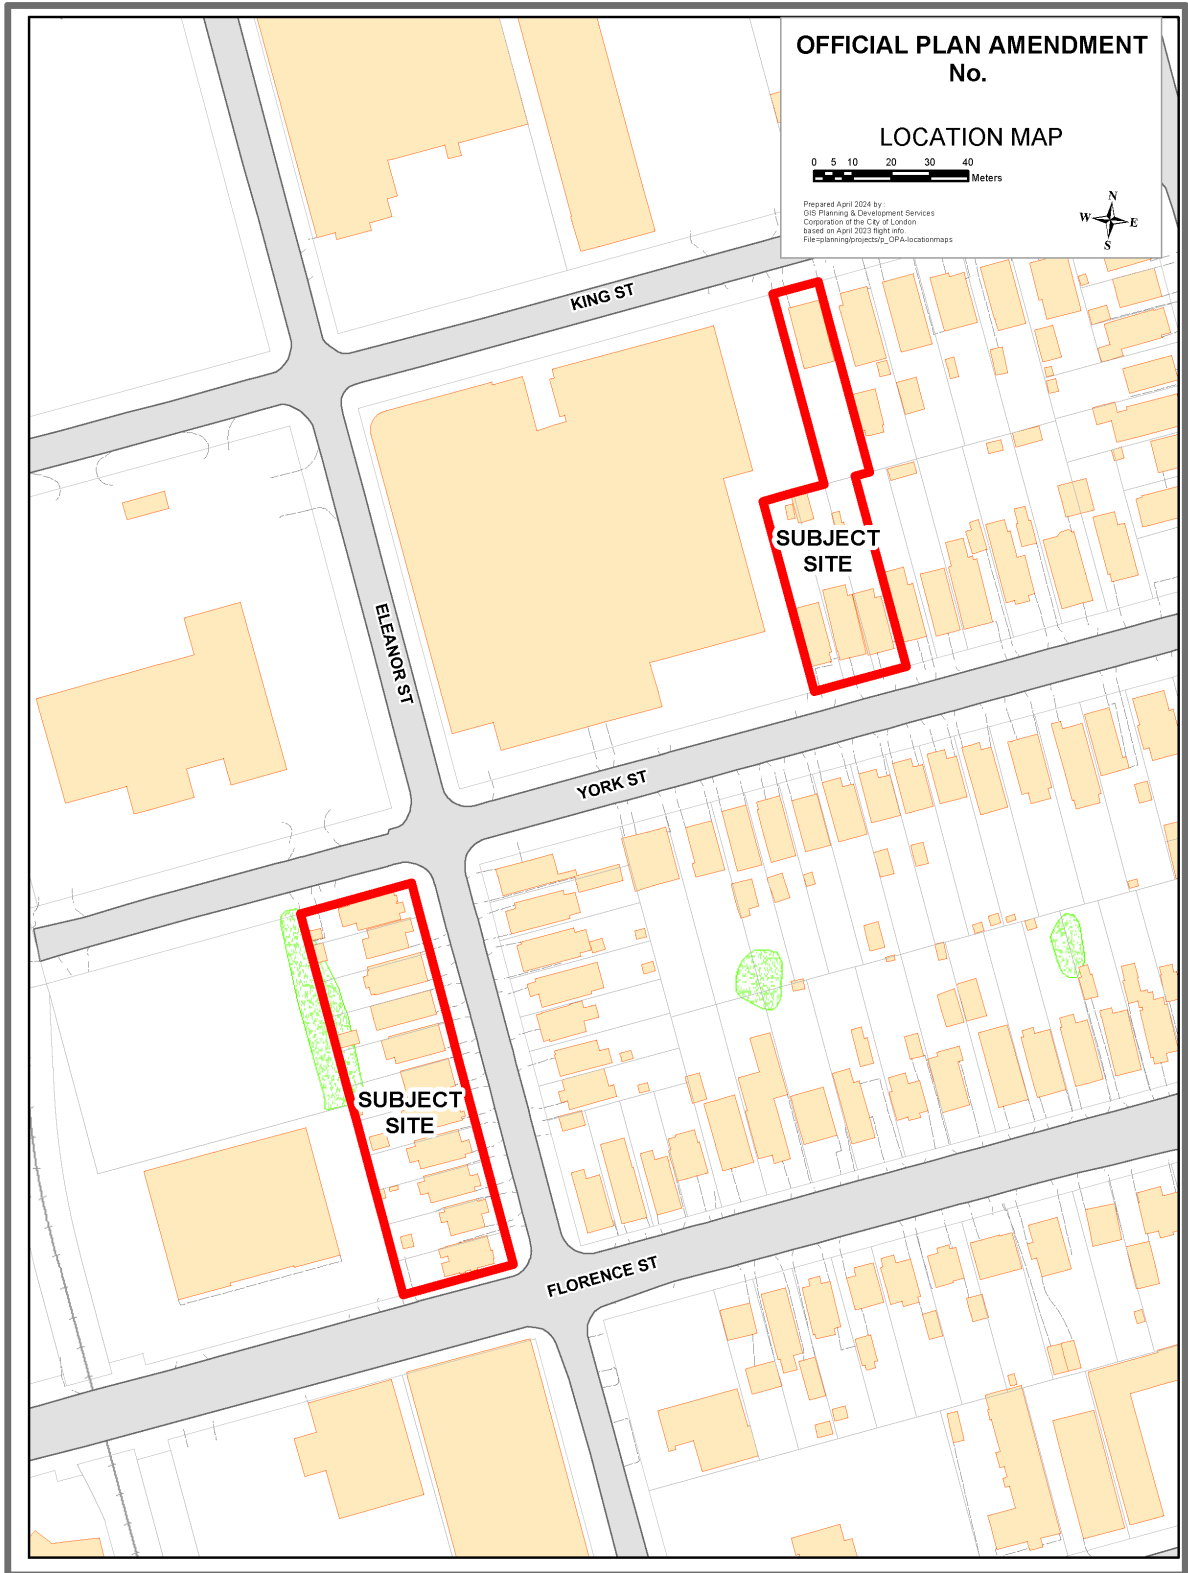 OFFICIAL PLAN AMENDMENT
No.
LOCATION MAP
0 5 10 20 30 40
Meters
Prepared April 2024 by :
GIS Planning & Development Services
Corporation of the City of London
based on April 2023 flight info.
File=planning/projects/p_OPA-locationmaps
N
W E
S
KING ST
SUBJECT
SITE
ELEANOR ST
YORK ST
SUBJECT
SITE
FLORENCE ST